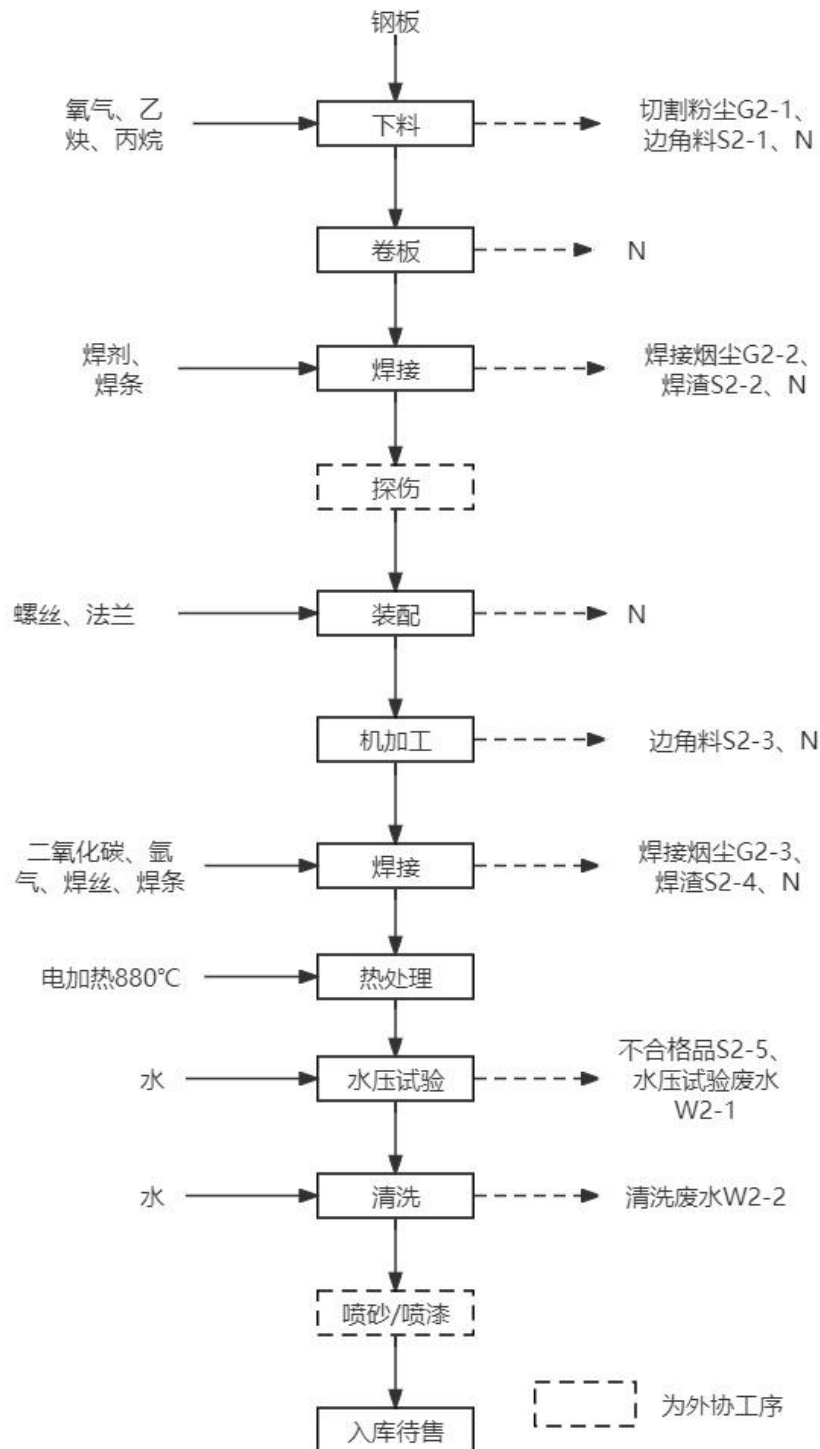 钢板
氧气、乙
炔、丙烷
下料
切割粉尘G2-1、
边角料S2-1、N
卷板
N
焊剂、
焊条
焊接
焊接烟尘G2-2、
焊渣S2-2、N
探伤
螺丝、法兰
装配
N
机加工
边角料S2-3、N
二氧化碳、氩
气、焊丝、焊条
焊接
焊接烟尘G2-3、
焊渣S2-4、N
电加热880℃
热处理
水
水压试验
不合格品S2-5、
水压试验废水
W2-1
水
清洗
清洗废水W2-2
喷砂/喷漆
为外协工序
入库待售